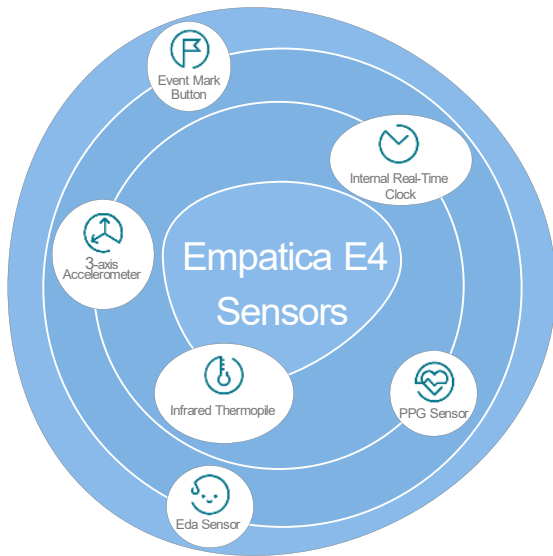 Event Mark
Button
Internal Real-Time
Clock
3-axis
Accelerometer
Empatica E4
Sensors
Infrared Thermopile
PPG Sensor
Eda Sensor